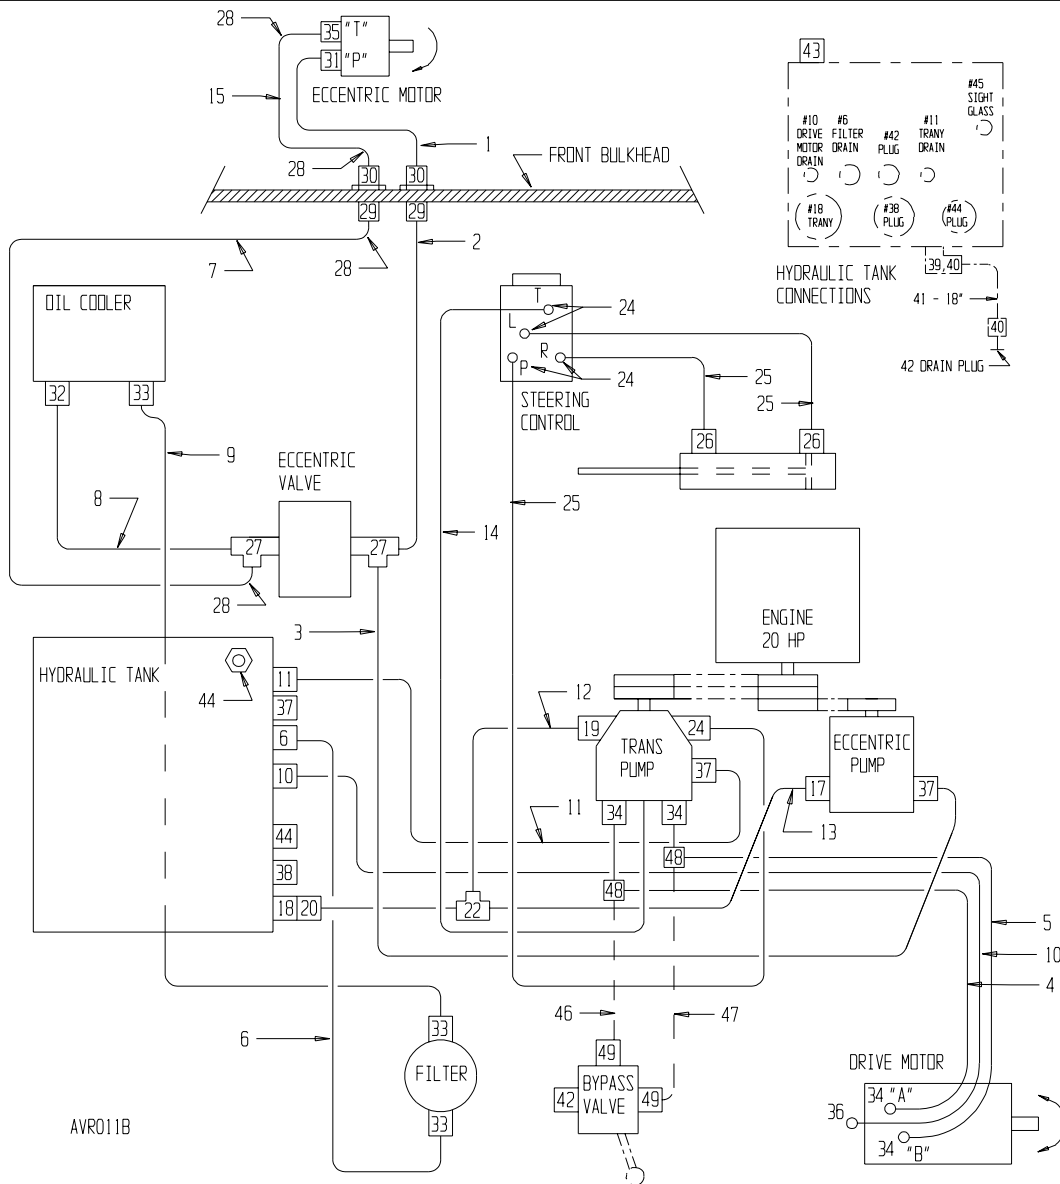 28
35 "T"
31 "P"
15
ECCENTRIC MOTOR
1
28
30
30
FRONT BULKHEAD
29
29
7
28
2
43
#45
SIGHT
GLASS
#10
DRIVE
MOTOR
DRAIN
#6
FILTER
DRAIN
#42
PLUG
#11
TRANY
DRAIN
#18
TRANY
#38
PLUG
#44
PLUG
39,40
HYDRAULIC TANK
CONNECTIONS
41 - 18"
40
42 DRAIN PLUG
OIL COOLER
32
33
T
L
R
P
24
24
STEERING
CONTROL
25
25
26
26
9
ECCENTRIC
VALVE
8
27
27
28
25
14
3
ENGINE
20 HP
HYDRAULIC TANK
44
11
37
6
10
44
38
18
20
12
19
TRANS
PUMP
24
37
34
34
11
ECCENTRIC
PUMP
17
37
13
48
48
22
5
10
4
46
47
6
33
FILTER
33
49
BYPASS
VALVE
42
49
DRIVE MOTOR
34 "A"
36
34 "B"
AVR011B